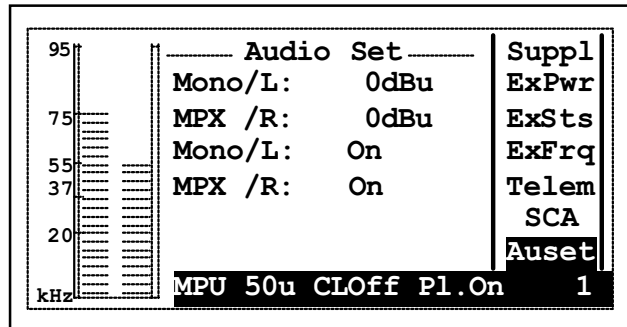 95
75
55
37
20
kHz
Audio Set
Mono/L: 0dBu
MPX /R: 0dBu
Mono/L: On
MPX /R: On
Suppl
ExPwr
ExSts
ExFrq
Telem
SCA
Auset
MPU 50u CLOff Pl.On 1